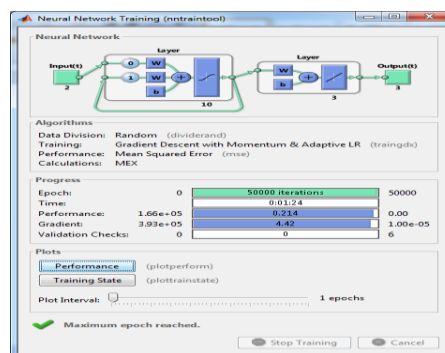 Neural Network Training (nntraintool)
Neural Network
Layer
Layer
Input(t)
Output(t)
0
W
1
W
W
b
b
2
10
3
3
Algorithms
Data Division: Random (dividerand)
Training: Gradient Descent with Momentum & Adaptive LR (traingdx)
Performance: Mean Squared Error (mse)
Calculations: MEX
Progress
Epoch: 0 50000 iterations 50000
Time: 0:01:24
Performance: 1.66e+05 0.214 0.00
Gradient: 3.93e+05 4.42 1.00e-05
Validation Checks: 0 0 6
Plots
Performance (plotperform)
Training State (plottrainstate)
Plot Interval: 1 epochs
Maximum epoch reached.
Stop Training Cancel